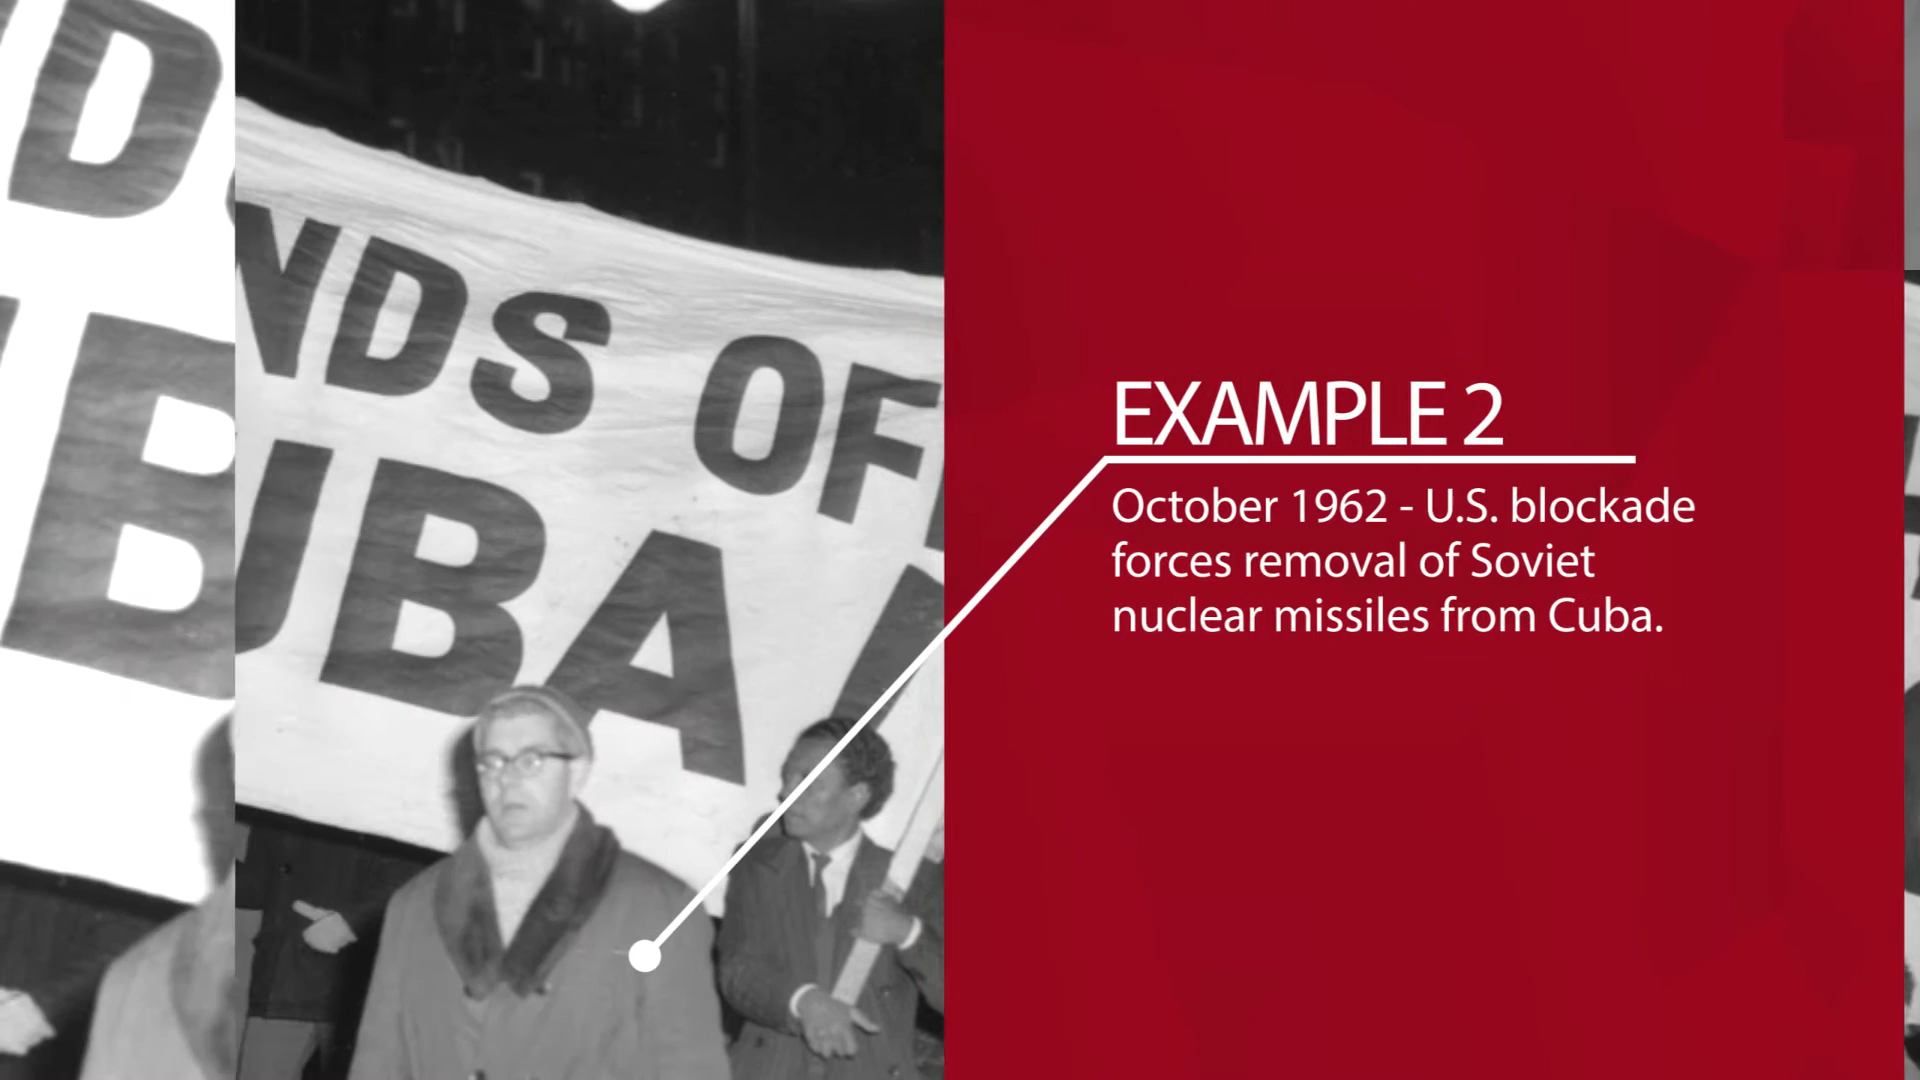 NDS OF
UBA
EXAMPLE 2
October 1962 - U.S. blockade
forces removal of Soviet
nuclear missiles from Cuba.